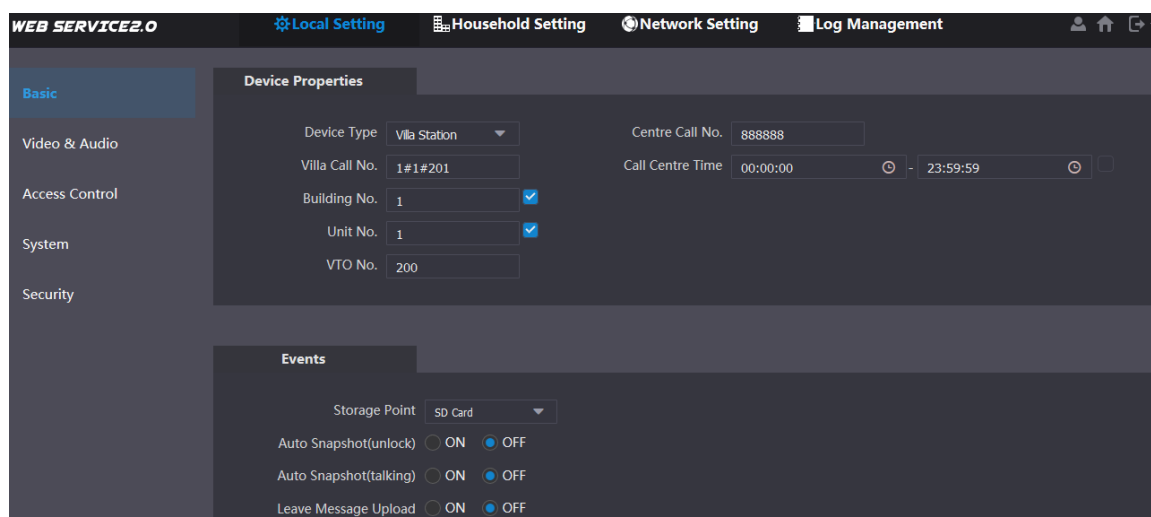 WEB SERVICE2.0 Local Setting Household Setting Network Setting Log Management
Basic
Video & Audio
Access Control
System
Security
Device Properties
Device Type Villa Station
Villa Call No. 1#1#201
Building No. 1
Unit No. 1
VTO No. 200
Centre Call No. 888888
Call Centre Time 00:00:00 - 23:59:59
Events
Storage Point SD Card
Auto Snapshot(unlock) ON OFF
Auto Snapshot(talking) ON OFF
Leave Message Upload ON OFF